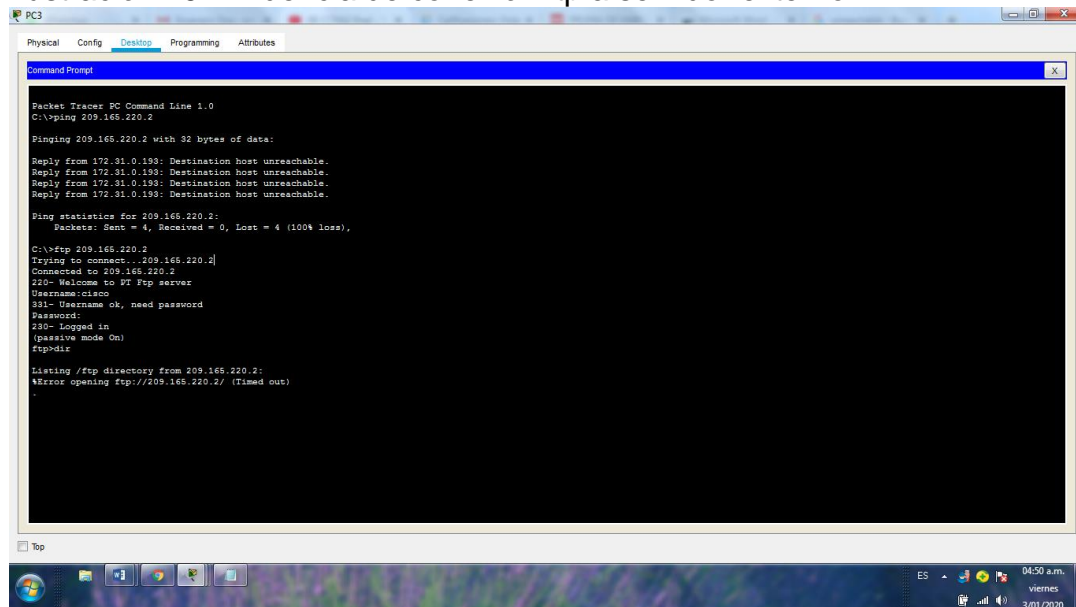 PC3
Physical Config Desktop Programming Attributes
Command Prompt
X
Packet Tracer PC Command Line 1.0
C:\>ping 209.165.220.2
Pinging 209.165.220.2 with 32 bytes of data:
Reply from 172.31.0.193: Destination host unreachable.
Reply from 172.31.0.193: Destination host unreachable.
Reply from 172.31.0.193: Destination host unreachable.
Reply from 172.31.0.193: Destination host unreachable.
Ping statistics for 209.165.220.2:
Packets: Sent = 4, Received = 0, Lost = 4 (100% loss),
C:\>ftp 209.165.220.2
Trying to connect...209.165.220.2
Connected to 209.165.220.2
220- Welcome to PT Ftp server
Username:cisco
331- Username ok, need password
Password:
230- Logged in
(passive mode On)
ftp>dir
Listing /ftp directory from 209.165.220.2:
%Error opening ftp://209.165.220.2/ (Timed out)
.
Top
ES
04:50 a.m.
viernes
3/01/2020